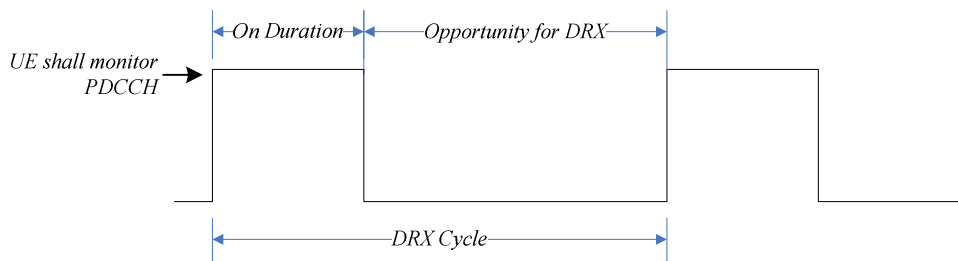 On Duration
Opportunity for DRX
UE shall monitor
PDCCH
DRX Cycle